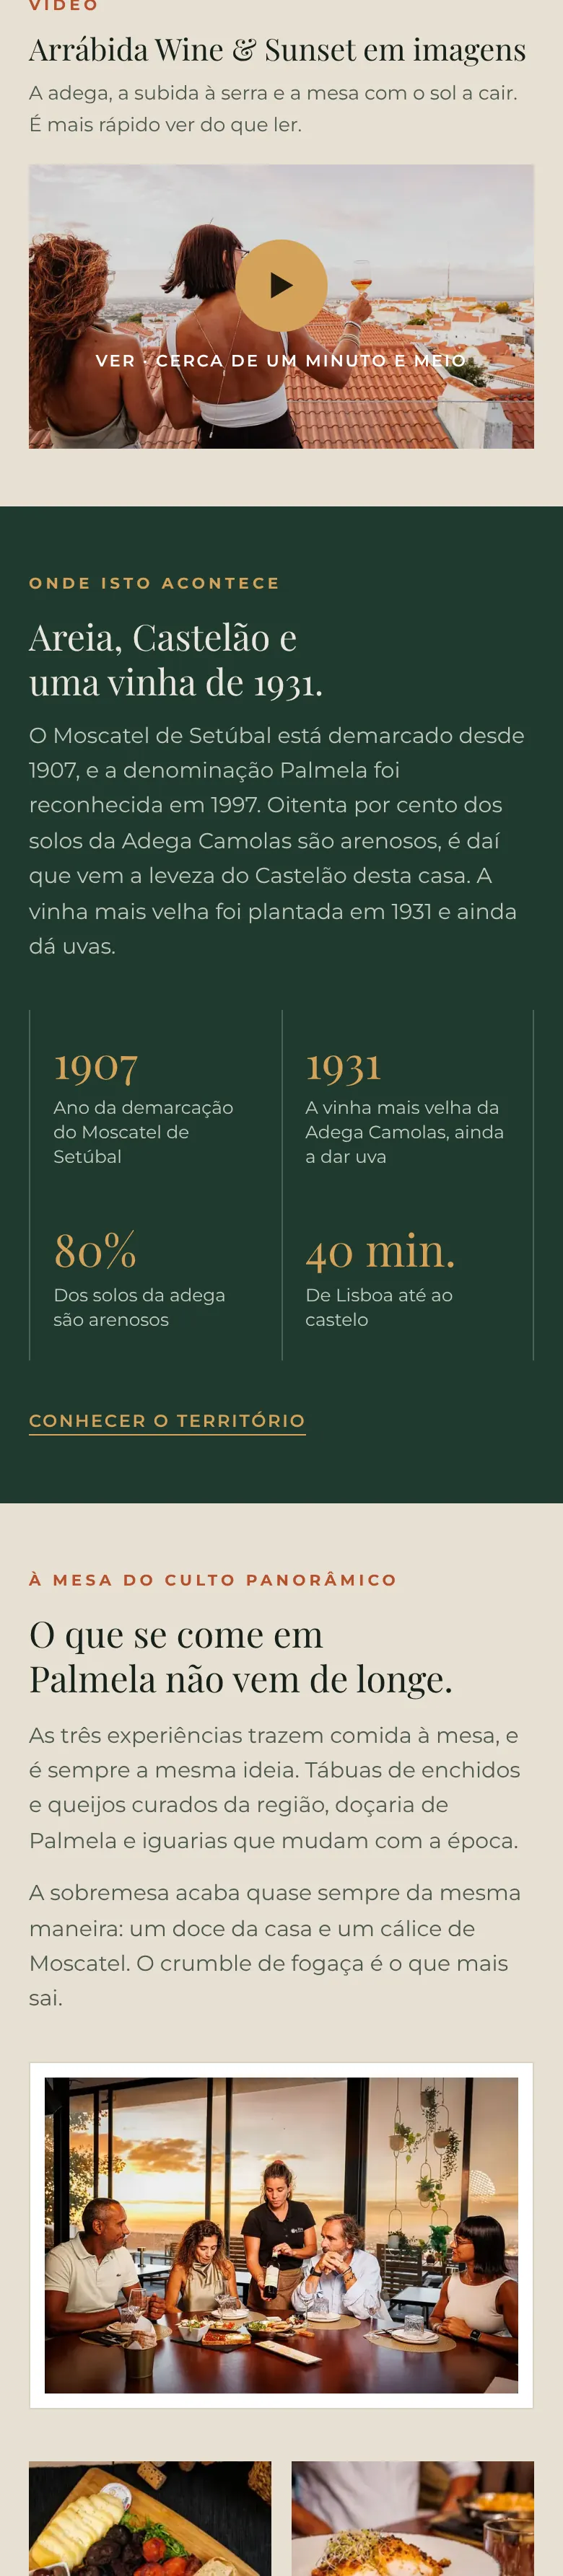 VÍDEO
Arrábida Wine & Sunset em imagens
A adega, a subida à serra e a mesa com o sol a cair.
É mais rápido ver do que ler.
VER · CERCA DE UM MINUTO E MEIO
ONDE ISTO ACONTECE
Areia, Castelão e
uma vinha de 1931.
O Moscatel de Setúbal está demarcado desde
1907, e a denominação Palmela foi
reconhecida em 1997. Oitenta por cento dos
solos da Adega Camolas são arenosos, é daí
que vem a leveza do Castelão desta casa. A
vinha mais velha foi plantada em 1931 e ainda
dá uvas.
1907
Ano da demarcação
do Moscatel de
Setúbal
1931
A vinha mais velha da
Adega Camolas, ainda
a dar uva
80%
Dos solos da adega
são arenosos
40 min.
De Lisboa até ao
castelo
CONHECER O TERRITÓRIO
À MESA DO CULTO PANORÂMICO
O que se come em
Palmela não vem de longe.
As três experiências trazem comida à mesa, e
é sempre a mesma ideia. Tábuas de enchidos
e queijos curados da região, doçaria de
Palmela e iguarias que mudam com a época.
A sobremesa acaba quase sempre da mesma
maneira: um doce da casa e um cálice de
Moscatel. O crumble de fogaça é o que mais
sai.